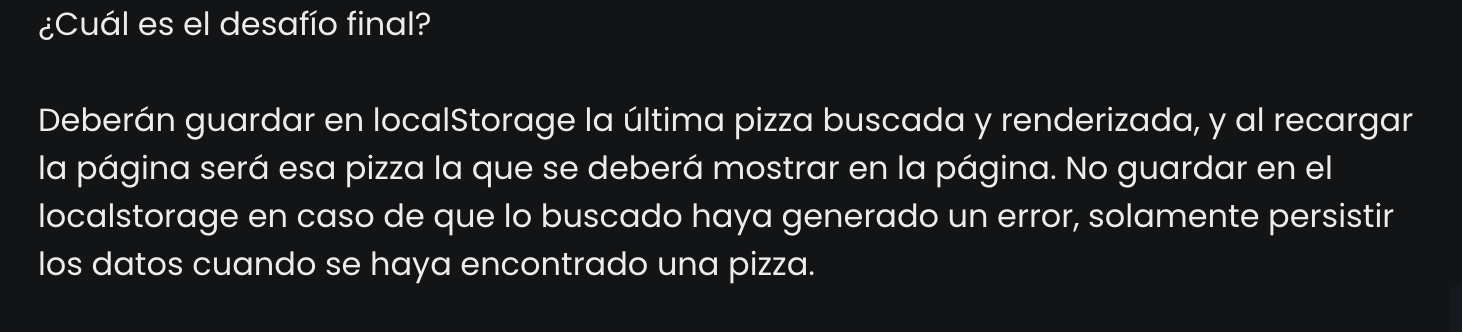 ¿Cuál es el desafío final?
Deberán guardar en localStorage la última pizza buscada y renderizada, y al recargar
la página será esa pizza la que se deberá mostrar en la página. No guardar en el
localstorage en caso de que lo buscado haya generado un error, solamente persistir
los datos cuando se haya encontrado una pizza.